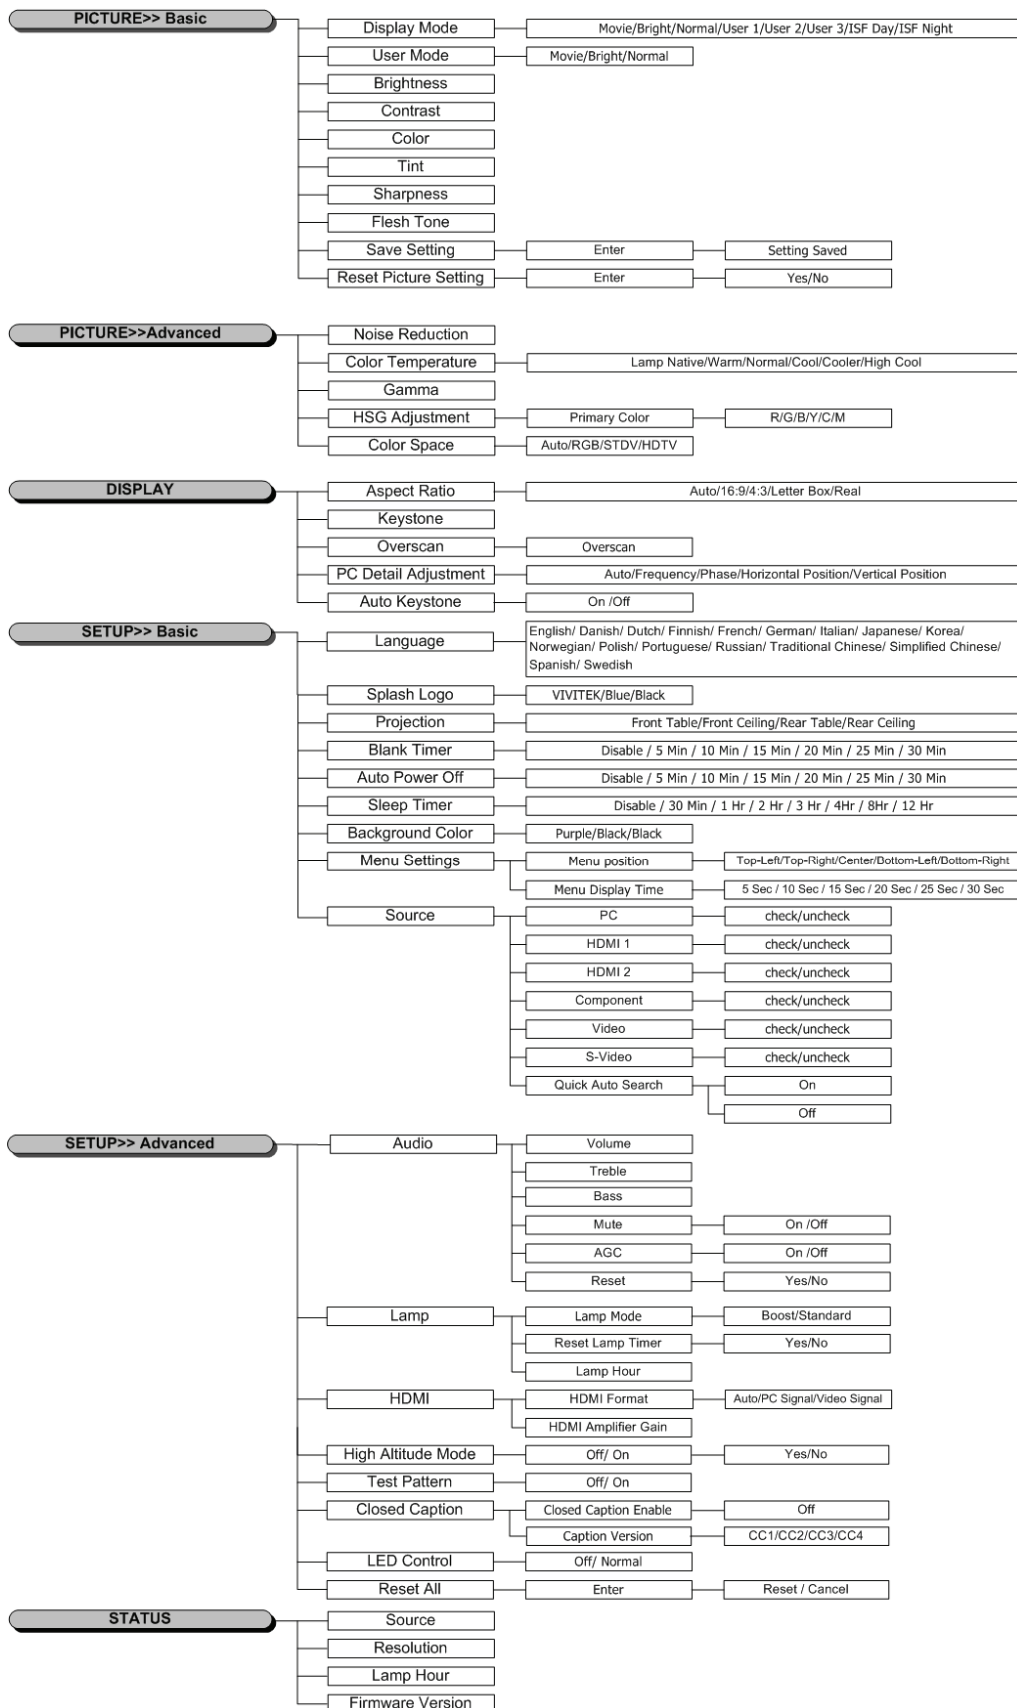 PICTURE>> Basic
Display Mode
Movie/Bright/Normal/User 1/User 2/User 3/ISF Day/ISF Night
User Mode
Movie/Bright/Normal
Brightness
Contrast
Color
Tint
Sharpness
Flesh Tone
Save Setting
Enter
Setting Saved
Reset Picture Setting
Enter
Yes/No
PICTURE>>Advanced
Noise Reduction
Color Temperature
Lamp Native/Warm/Normal/Cool/Cooler/High Cool
Gamma
HSG Adjustment
Primary Color
R/G/B/Y/C/M
Color Space
Auto/RGB/STDV/HDTV
DISPLAY
Aspect Ratio
Auto/16:9/4:3/Letter Box/Real
Keystone
Overscan
Overscan
PC Detail Adjustment
Auto/Frequency/Phase/Horizontal Position/Vertical Position
Auto Keystone
On /Off
SETUP>> Basic
Language
English/ Danish/ Dutch/ Finnish/ French/ German/ Italian/ Japanese/ Korea/
Norwegian/ Polish/ Portuguese/ Russian/ Traditional Chinese/ Simplified Chinese/
Spanish/ Swedish
Splash Logo
VIVITEK/Blue/Black
Projection
Front Table/Front Ceiling/Rear Table/Rear Ceiling
Blank Timer
Disable / 5 Min / 10 Min / 15 Min / 20 Min / 25 Min / 30 Min
Auto Power Off
Disable / 5 Min / 10 Min / 15 Min / 20 Min / 25 Min / 30 Min
Sleep Timer
Disable / 30 Min / 1 Hr / 2 Hr / 3 Hr / 4Hr / 8Hr / 12 Hr
Background Color
Purple/Black/Black
Menu Settings
Menu position
Top-Left/Top-Right/Center/Bottom-Left/Bottom-Right
Menu Display Time
5 Sec / 10 Sec / 15 Sec / 20 Sec / 25 Sec / 30 Sec
Source
PC
check/uncheck
HDMI 1
check/uncheck
HDMI 2
check/uncheck
Component
check/uncheck
Video
check/uncheck
S-Video
check/uncheck
Quick Auto Search
On
Off
SETUP>> Advanced
Audio
Volume
Treble
Bass
Mute
On /Off
AGC
On /Off
Reset
Yes/No
Lamp
Lamp Mode
Boost/Standard
Reset Lamp Timer
Yes/No
Lamp Hour
HDMI
HDMI Format
Auto/PC Signal/Video Signal
HDMI Amplifier Gain
High Altitude Mode
Off/ On
Yes/No
Test Pattern
Off/ On
Closed Caption
Closed Caption Enable
Off
Caption Version
CC1/CC2/CC3/CC4
LED Control
Off/ Normal
Reset All
Enter
Reset / Cancel
STATUS
Source
Resolution
Lamp Hour
Firmware Version